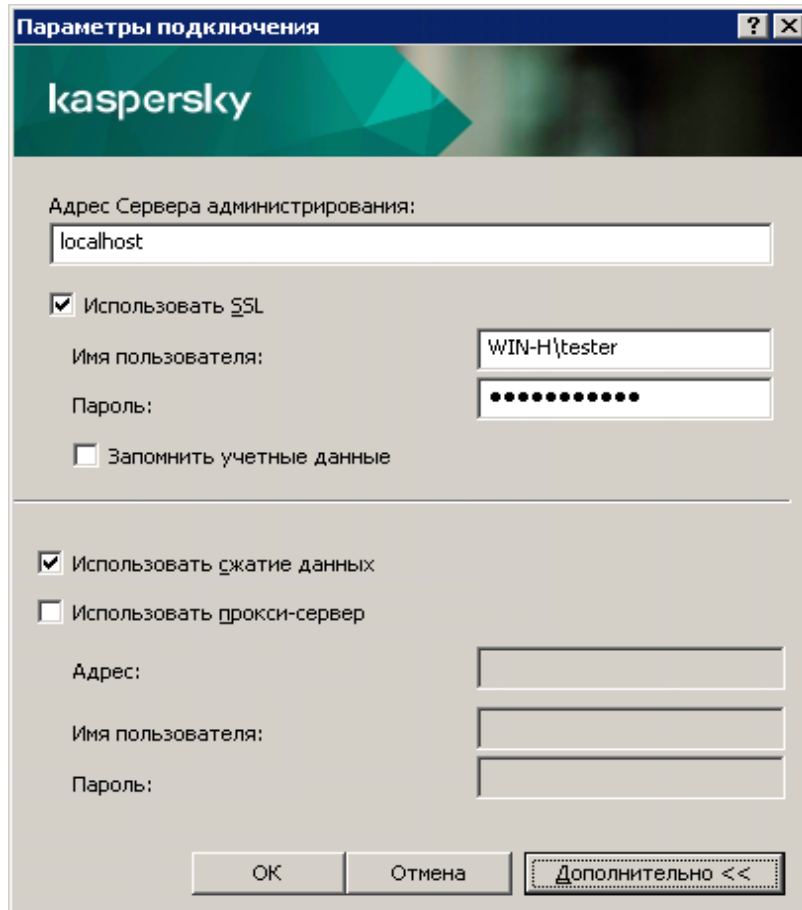 Параметры подключения
kaspersky
Адрес Сервера администрирования:
localhost
Использовать SSL
Имя пользователя: WIN-H\tester
Пароль: ●●●●●●●●●●●
Запомнить учетные данные
Использовать сжатие данных
Использовать прокси-сервер
Адрес:
Имя пользователя:
Пароль:
ОК Отмена Дополнительно <<